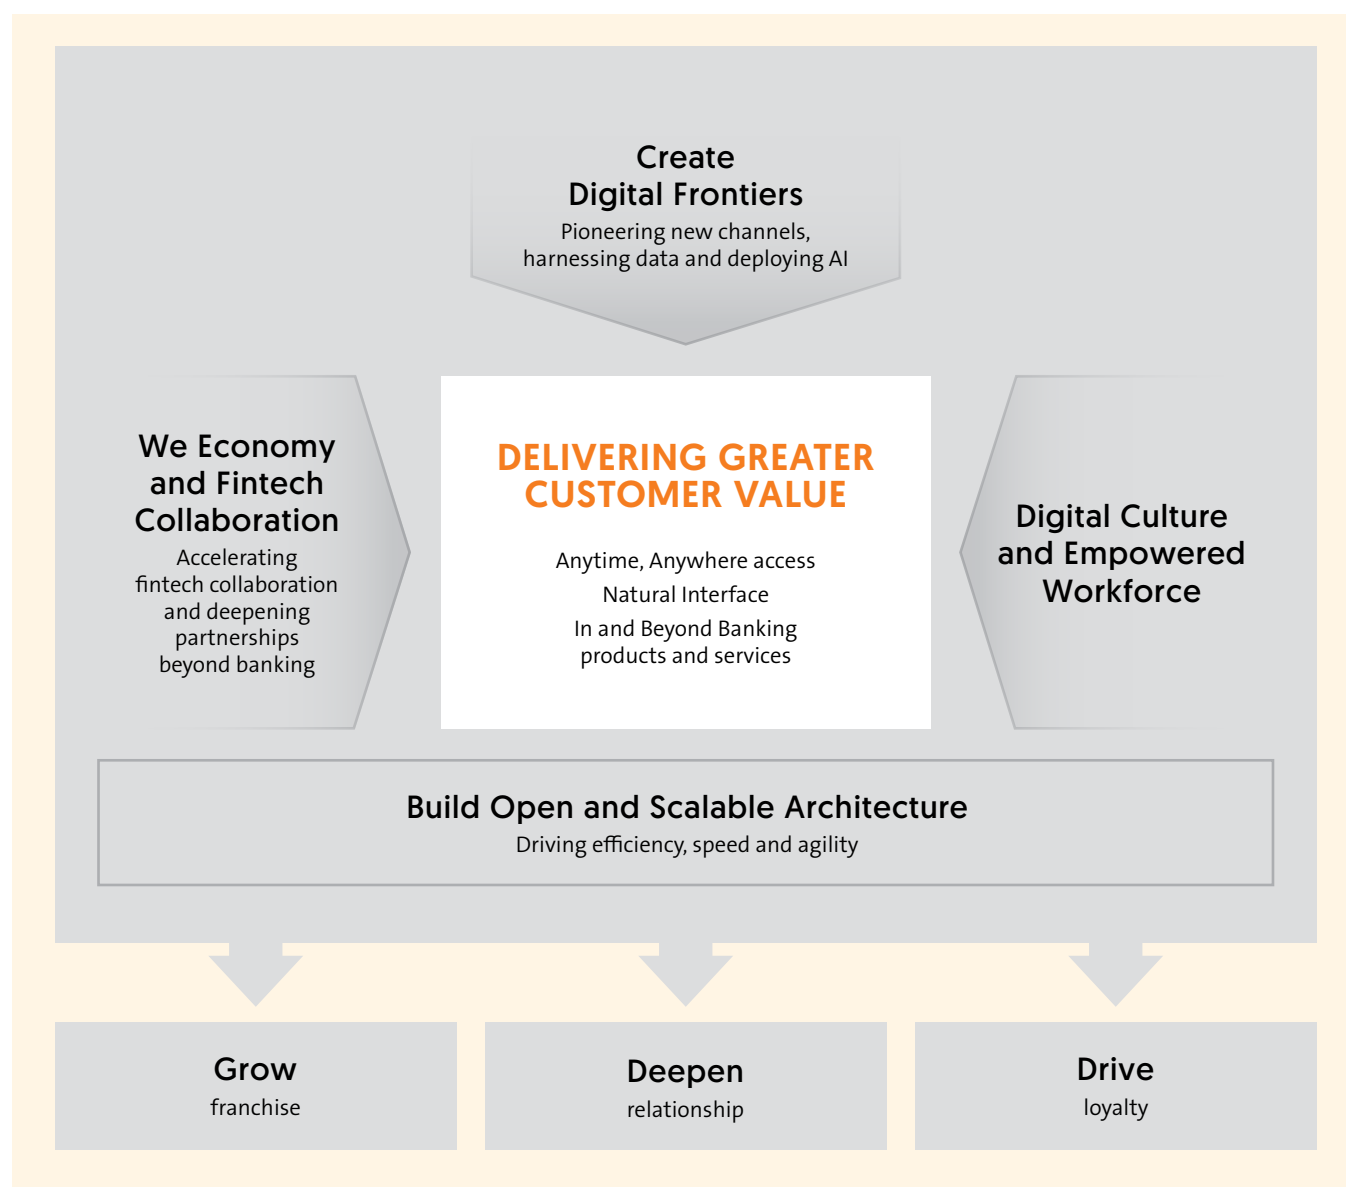 Create
Digital Frontiers
Pioneering new channels,
harnessing data and deploying AI
We Economy
and Fintech
Collaboration
Accelerating
fintech collaboration
and deepening
partnerships
beyond banking
DELIVERING GREATER
CUSTOMER VALUE
Anytime, Anywhere access
Natural Interface
In and Beyond Banking
products and services
Digital Culture
and Empowered
Workforce
Build Open and Scalable Architecture
Driving efficiency, speed and agility
Grow
franchise
Deepen
relationship
Drive
loyalty